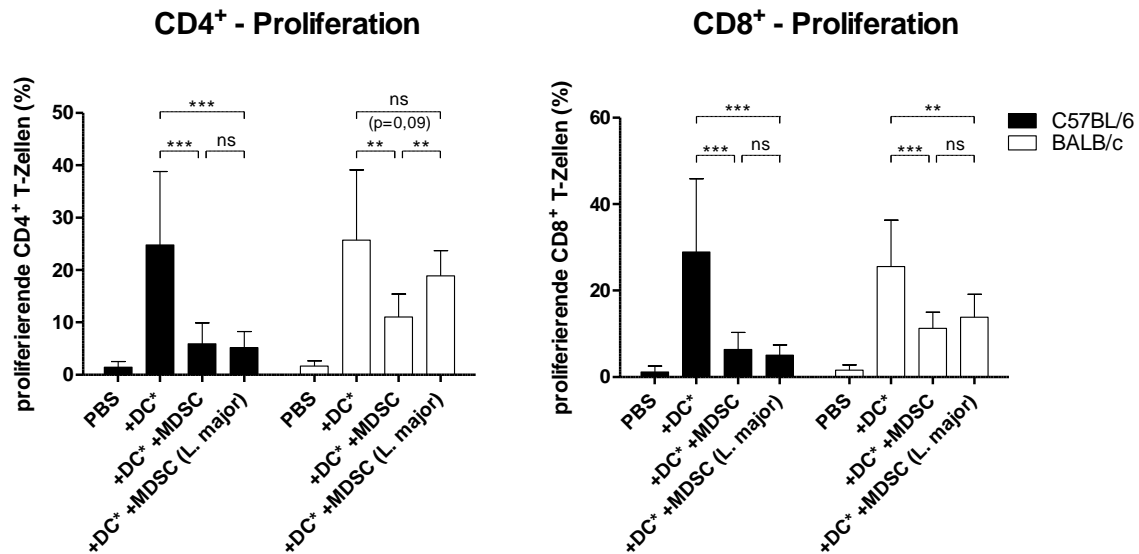 CD4⁺ - Proliferation
proliferierende CD4⁺ T-Zellen (%)
50
40
30
20
10
0
***
***
ns
ns
(p=0,09)
**
**
PBS
+DC*
+DC* +MDSC
+DC* +MDSC (L. major)
PBS
+DC*
+DC* +MDSC
+DC* +MDSC (L. major)
CD8⁺ - Proliferation
proliferierende CD8⁺ T-Zellen (%)
60
40
20
0
***
***
ns
**
***
ns
PBS
+DC*
+DC* +MDSC
+DC* +MDSC (L. major)
PBS
+DC*
+DC* +MDSC
+DC* +MDSC (L. major)
C57BL/6
BALB/c